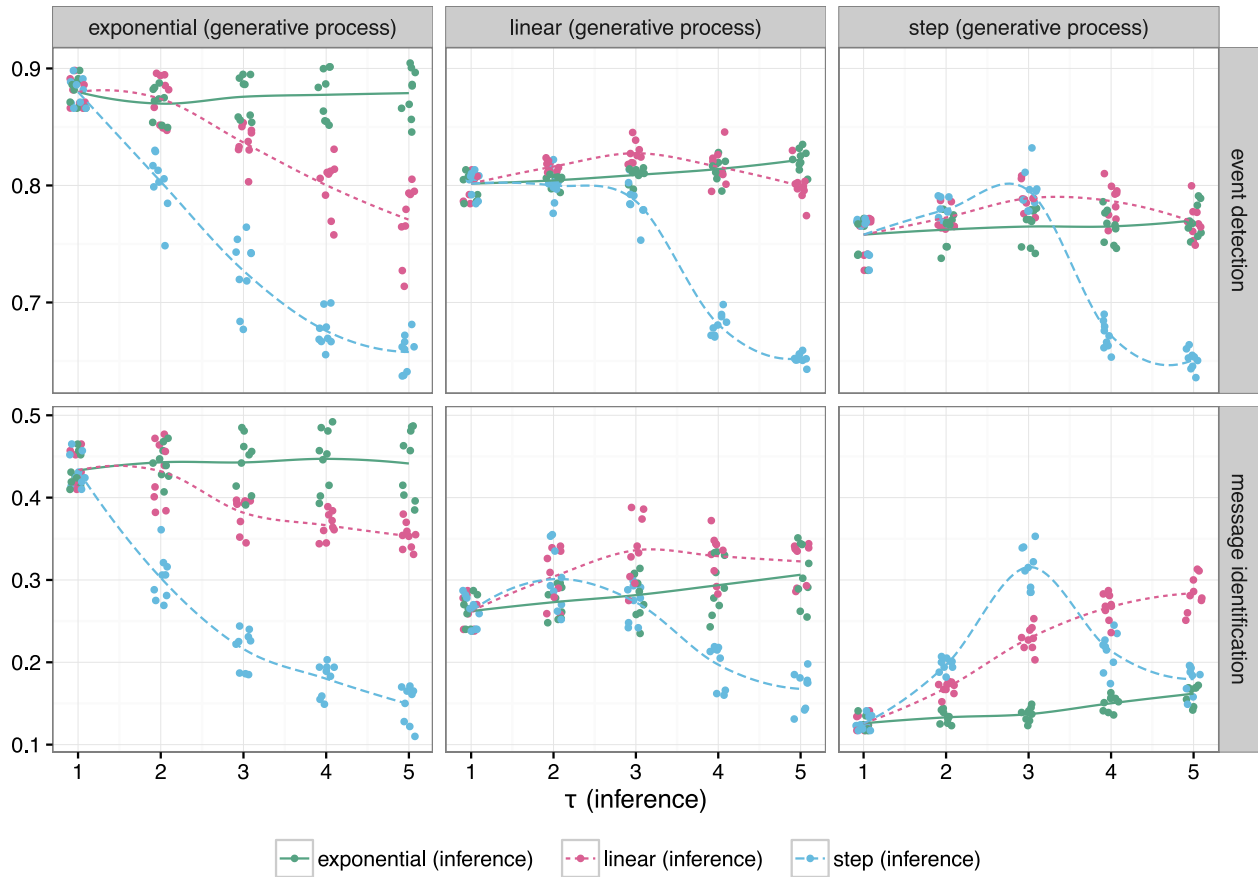 exponential (generative process) linear (generative process) step (generative process)
0.9
0.8
0.7
event detection
0.5
0.4
0.3
0.2
0.1
message identification
1 2 3 4 5 1 2 3 4 5 1 2 3 4 5
τ (inference)
exponential (inference) linear (inference) step (inference)